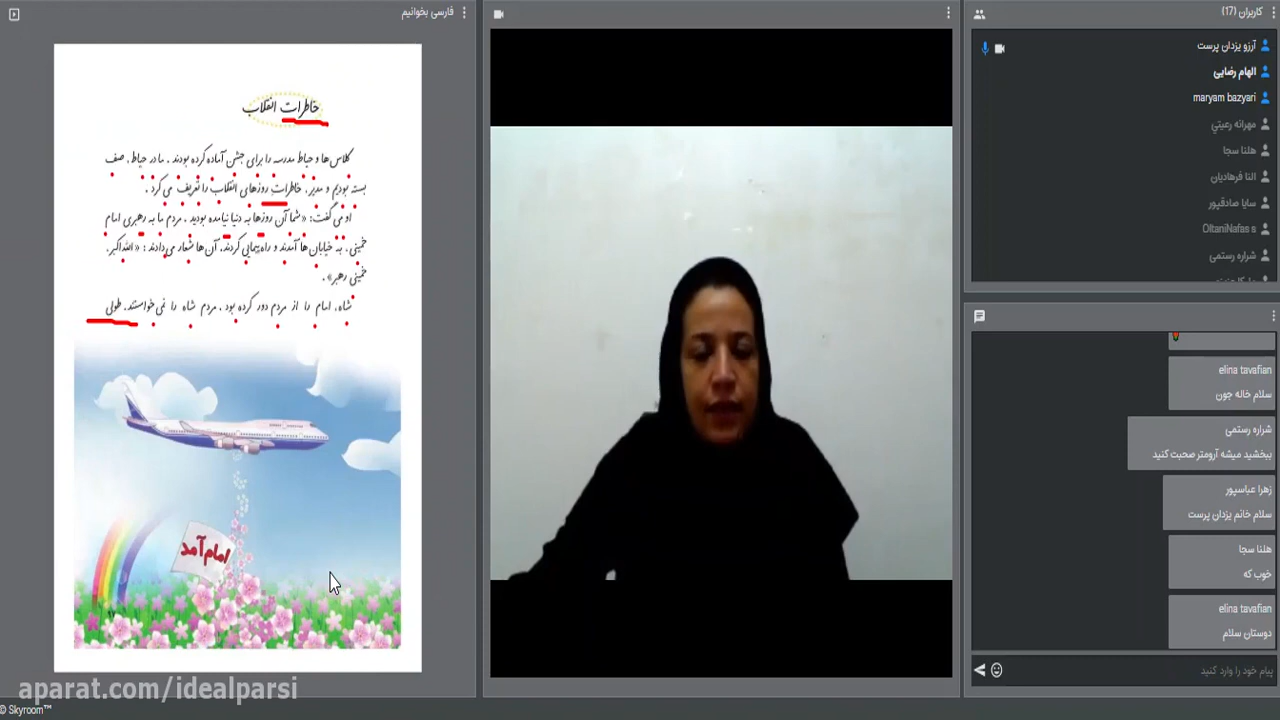 فارسی بخوانیم
خاطرات انقلاب
کلاس‌ها و حیاط مدرسه را برای جشن آماده کرده بودند. ما در حیاط، صف
بسته بودیم و مدیر، خاطراتِ روزهای انقلاب را تعریف می‌کرد.
او می‌گفت: «شما آن روزها به دنیا نیامده بودید. مردم ما به رهبری امام
خمینی، به خیابان‌ها آمدند و راه‌پیمایی کردند. آن‌ها شعار می‌دادند: «الله‌اکبر،
خمینی رهبر».
شاه، امام را از مردم دور کرده بود. مردم شاه را نمی‌خواستند. طولی
امام آمد
aparat.com/idealparsi
© Skyroom™
کاربران (17)
آرزو یزدان پرست
الهام رضایی
maryam bazyari
مهرانه رعیتي
هلنا سجا
النا فرهادیان
سایا صادقپور
OltaniNafas s
شراره رستمی
elina tavafian
سلام خاله جون
شراره رستمی
ببخشید میشه آرومتر صحبت کنید
زهرا عباسپور
سلام خانم یزدان پرست
هلنا سجا
خوب که
elina tavafian
دوستان سلام
پیام خود را وارد کنید